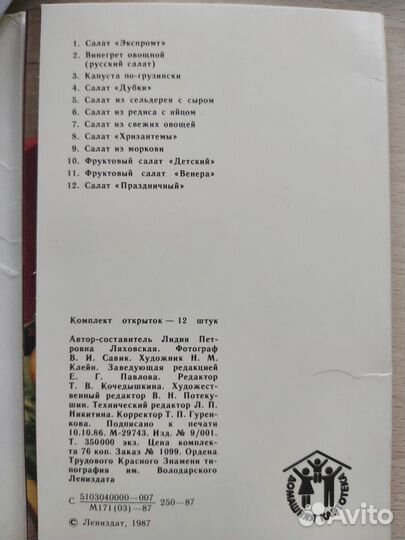 1. Салат «Экспромт»
2. Винегрет овощной
(русский салат)
3. Капуста по-грузински
4. Салат «Дубки»
5. Салат из сельдерея с сыром
6. Салат из редиса с яйцом
7. Салат из свежих овощей
8. Салат «Хризантемы»
9. Салат из моркови
10. Фруктовый салат «Детский»
11. Фруктовый салат «Венера»
12. Салат «Праздничный»
Комплект открыток — 12 штук
Автор-составитель Лидия Пет-
ровна Ляховская. Фотограф
В. И. Савик. Художник Н. М.
Клейн. Заведующая редакцией
Е. Г. Павлова. Редактор
Т. В. Кочедышкина. Художест-
венный редактор В. Н. Потеку-
шин. Технический редактор Л. П.
Никитина. Корректор Т. П. Гурен-
кова. Подписано к печати
10.10.86. М-29743. Изд. № 9/001.
Т. 350000 экз. Цена комплек-
та 76 коп. Заказ № 1099. Ордена
Трудового Красного Знамени ти-
пография им. Володарского
Лениздата
С 5103040000—007 250—87
М171(03)—87
© Лениздат, 1987
Avito